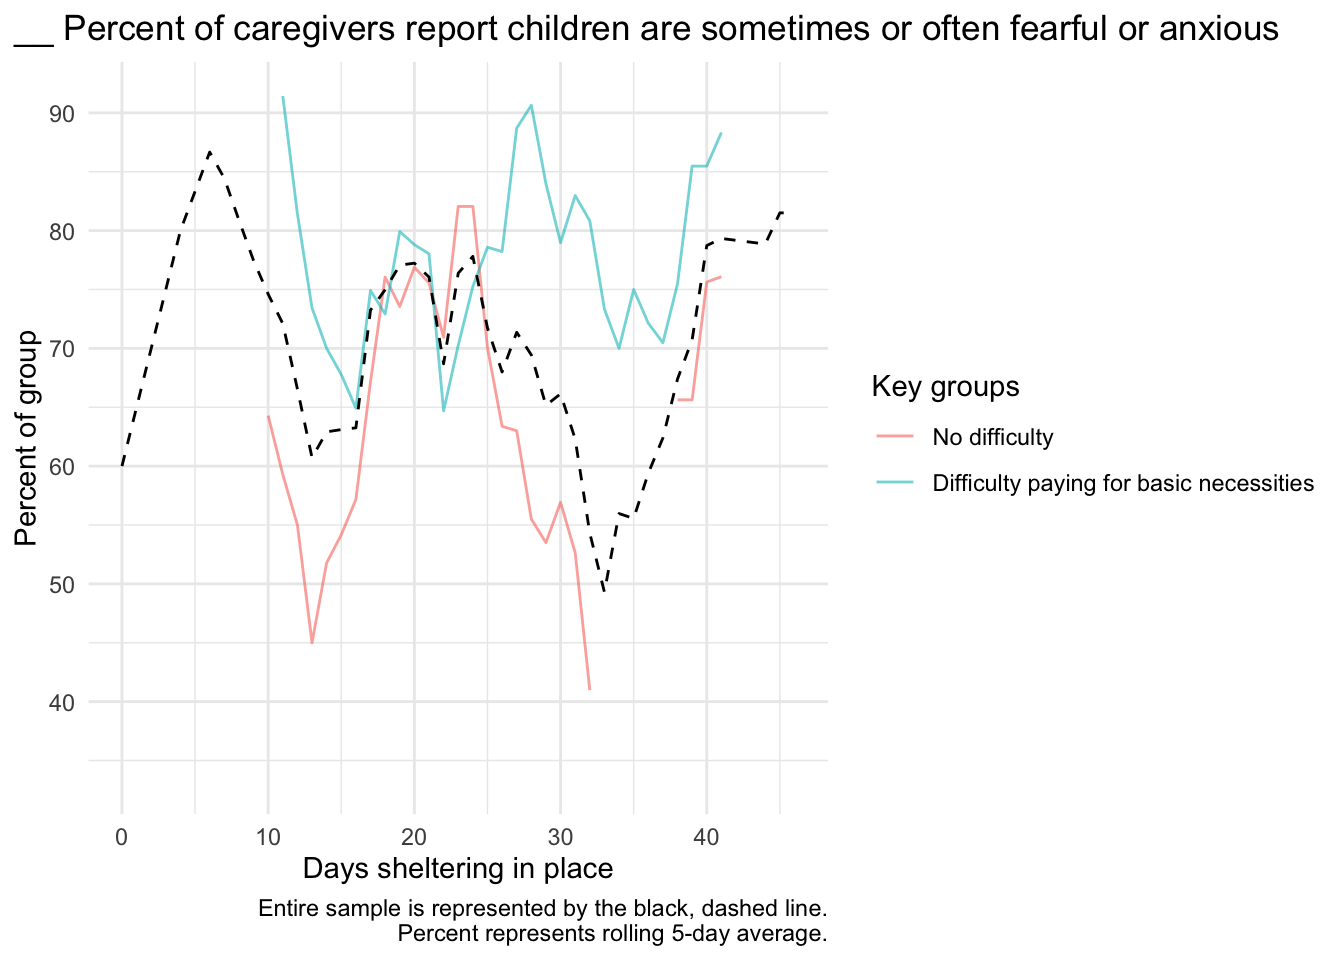 __ Percent of caregivers report children are sometimes or often fearful or anxious
90
80
70
60
50
40
Percent of group
0 10 20 30 40
Days sheltering in place
Key groups
No difficulty
Difficulty paying for basic necessities
Entire sample is represented by the black, dashed line.
Percent represents rolling 5-day average.